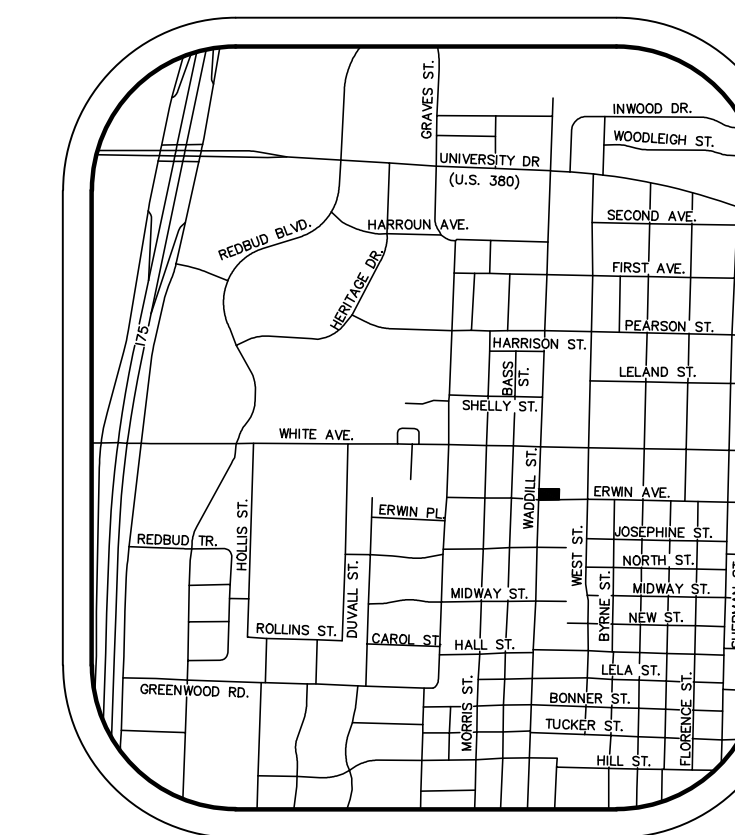 GRAVES ST.
INWOOD DR.
WOODLEIGH ST.
UNIVERSITY DR
(U.S. 380)
SECOND AVE.
HARROUN AVE.
REDBUD BLVD.
HERITAGE DR.
FIRST AVE.
I75
PEARSON ST.
HARRISON ST.
BASS
ST.
LELAND ST.
SHELLY ST.
WHITE AVE.
WADDILL ST.
ERWIN AVE.
ERWIN PL.
HOLLIS ST.
REDBUD TR.
JOSEPHINE ST.
WEST ST.
NORTH ST.
DUVALL ST.
MIDWAY ST.
MIDWAY ST.
BYRNE ST.
SHERMAN ST.
NEW ST.
ROLLINS ST.
CAROL ST
HALL ST.
LELA ST.
GREENWOOD RD.
MORRIS ST.
BONNER ST.
FLORENCE ST.
TUCKER ST.
HILL ST.